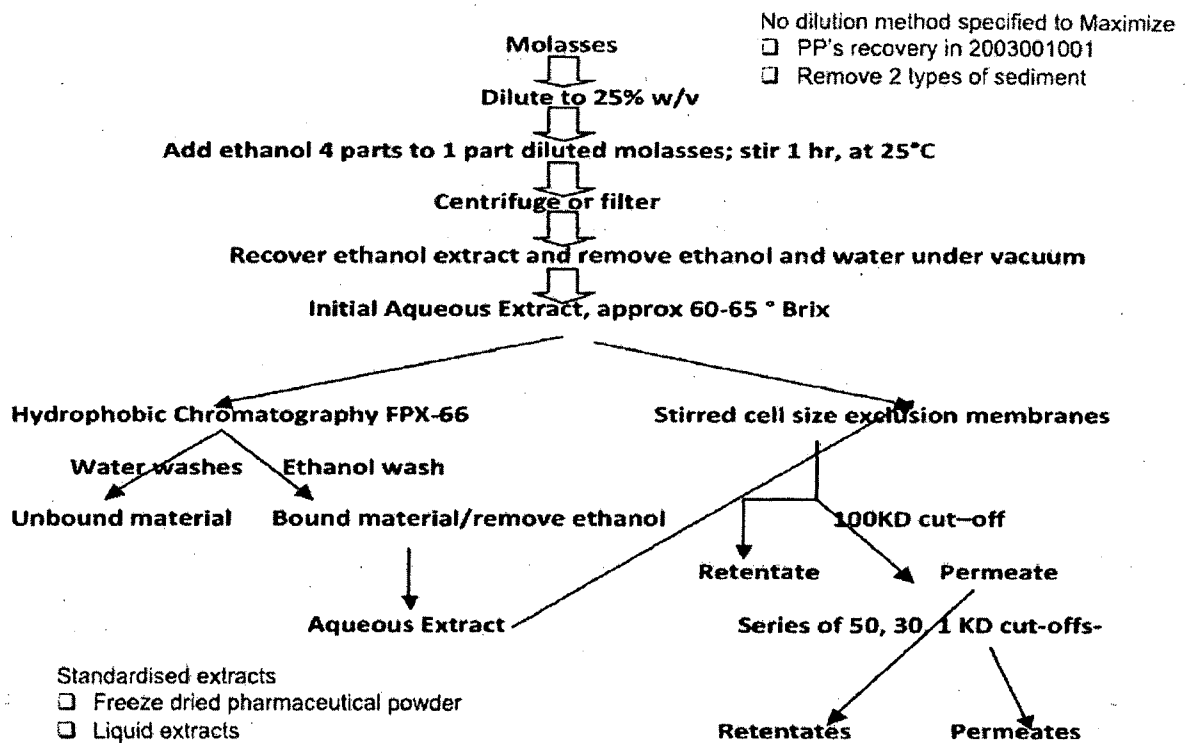 No dilution method specified to Maximize
❑ PP's recovery in 2003001001
❑ Remove 2 types of sediment
Molasses
Dilute to 25% w/v
Add ethanol 4 parts to 1 part diluted molasses; stir 1 hr, at 25°C
Centrifuge or filter
Recover ethanol extract and remove ethanol and water under vacuum
Initial Aqueous Extract, approx 60-65 ° Brix
Hydrophobic Chromatography FPX-66
Stirred cell size exclusion membranes
Water washes
Ethanol wash
Unbound material
Bound material/remove ethanol
100KD cut-off
Retentate
Permeate
Aqueous Extract
Series of 50, 30, 1 KD cut-offs-
Standardised extracts
❑ Freeze dried pharmaceutical powder
❑ Liquid extracts
Retentates
Permeates